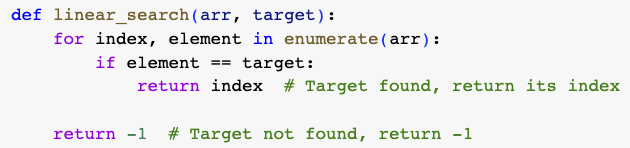 def linear_search(arr, target):
    for index, element in enumerate(arr):
        if element == target:
            return index  # Target found, return its index

    return -1  # Target not found, return -1